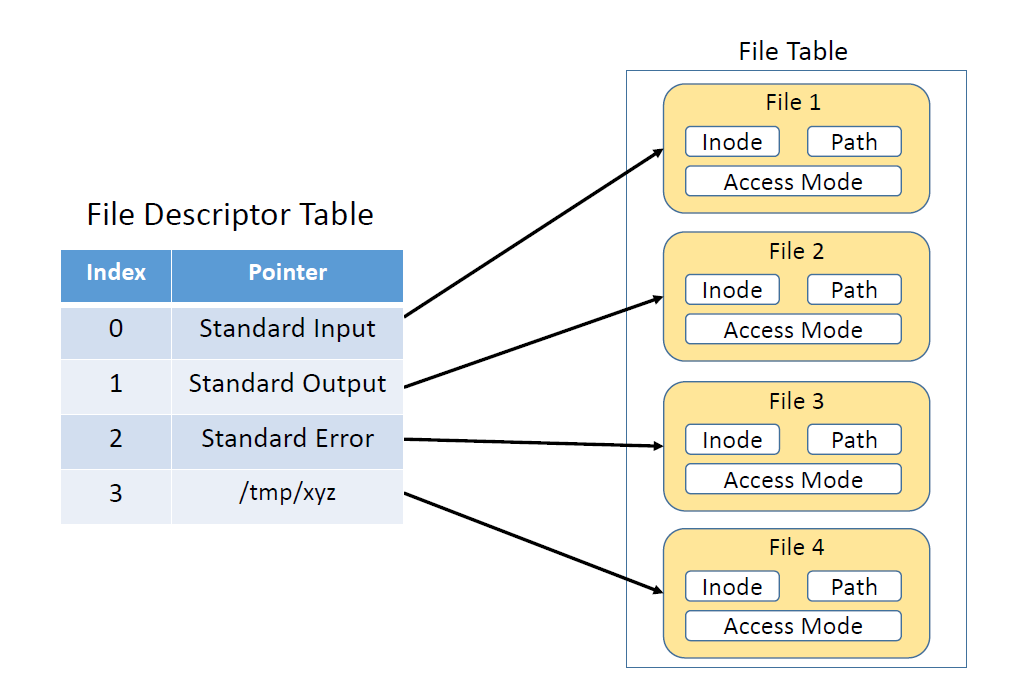 File Descriptor Table
Index Pointer
0 Standard Input
1 Standard Output
2 Standard Error
3 /tmp/xyz
File Table
File 1
Inode Path
Access Mode
File 2
Inode Path
Access Mode
File 3
Inode Path
Access Mode
File 4
Inode Path
Access Mode